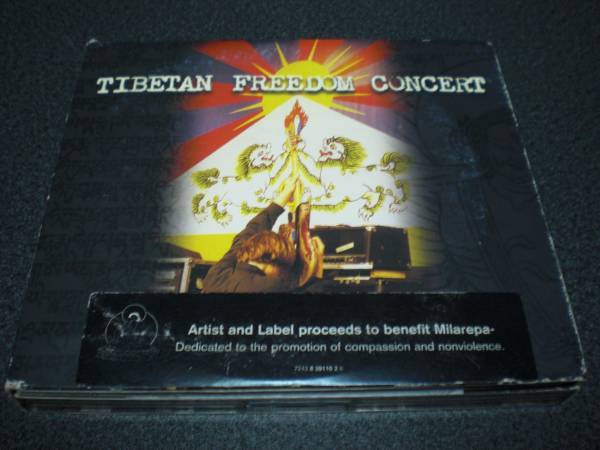 TIBETAN FREEDOM CONCERT
Artist and Label proceeds to benefit Milarepa-
Dedicated to the promotion of compassion and nonviolence.